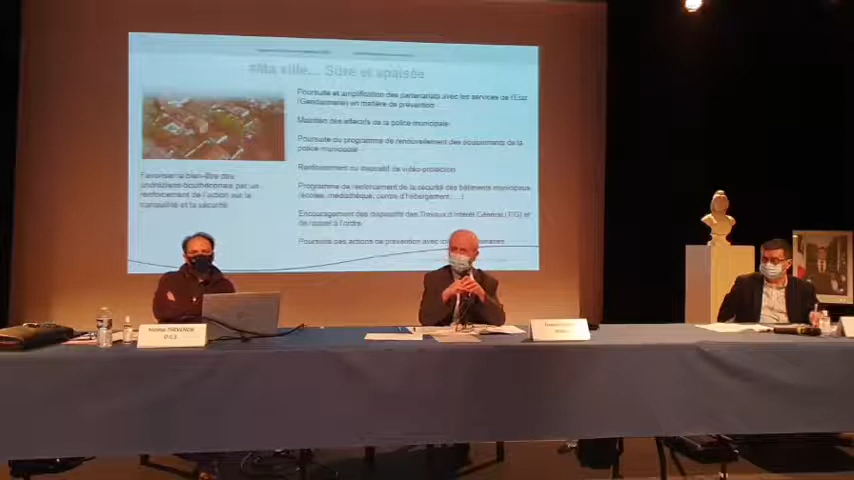 #Ma ville... Sûre et apaisée
Poursuite et amplification des partenariats avec les services de l'Etat
(Gendarmerie) en matière de prévention
Maintien des effectifs de la police municipale
Poursuite du programme de renouvellement des équipements de la
police municipale
Renforcement du dispositif de vidéo-protection
Programme de renforcement de la sécurité des bâtiments municipaux
(écoles, médiathèque, centre d'hébergement, ...)
Encouragement des dispositifs des Travaux d'Intérêt Général (TIG) et
de rappel à l'ordre
Poursuite des actions de prévention avec
Favoriser le bien-être des
par un
renforcement de l'action sur la
tranquillité et la sécurité